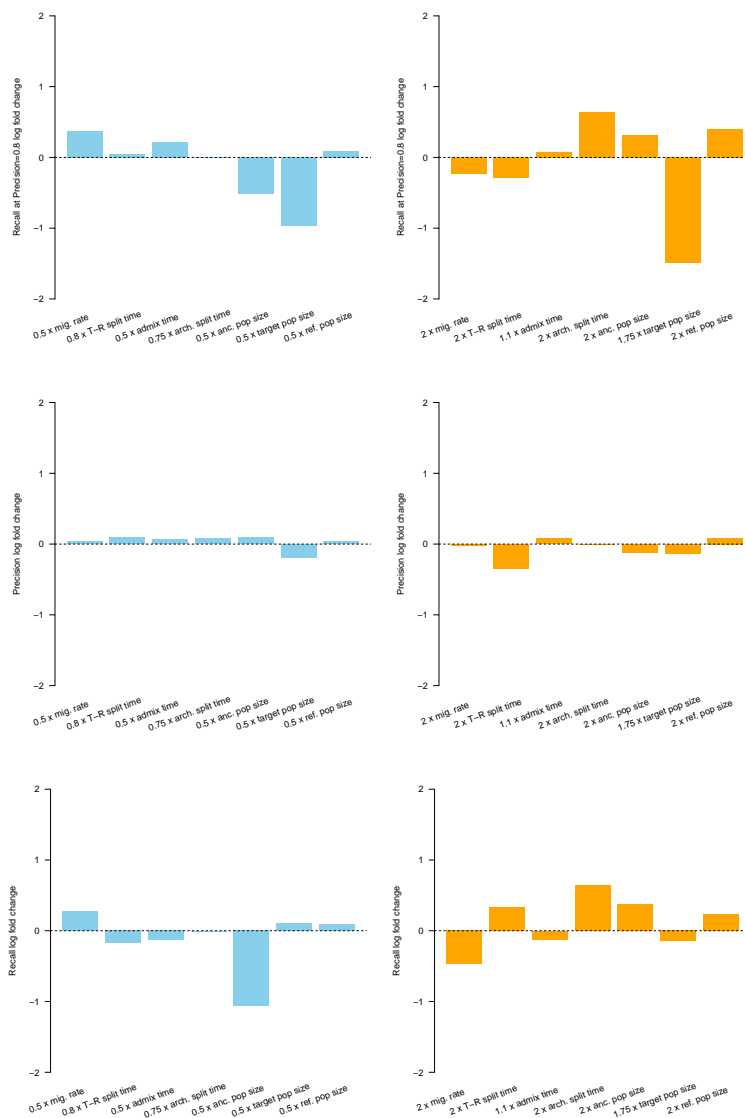 2
1
0
−1
−2
Recall at Precision=0.8 log fold change
0.5 x mig. rate
0.8 x T−R split time
0.5 x admix time
0.75 x arch. split time
0.5 x anc. pop size
0.5 x target pop size
0.5 x ref. pop size
2
1
0
−1
−2
Recall at Precision=0.8 log fold change
2 x mig. rate
2 x T−R split time
1.1 x admix time
2 x arch. split time
2 x anc. pop size
1.75 x target pop size
2 x ref. pop size
2
1
0
−1
−2
Precision log fold change
0.5 x mig. rate
0.8 x T−R split time
0.5 x admix time
0.75 x arch. split time
0.5 x anc. pop size
0.5 x target pop size
0.5 x ref. pop size
2
1
0
−1
−2
Precision log fold change
2 x mig. rate
2 x T−R split time
1.1 x admix time
2 x arch. split time
2 x anc. pop size
1.75 x target pop size
2 x ref. pop size
2
1
0
−1
−2
Recall log fold change
0.5 x mig. rate
0.8 x T−R split time
0.5 x admix time
0.75 x arch. split time
0.5 x anc. pop size
0.5 x target pop size
0.5 x ref. pop size
2
1
0
−1
−2
Recall log fold change
2 x mig. rate
2 x T−R split time
1.1 x admix time
2 x arch. split time
2 x anc. pop size
1.75 x target pop size
2 x ref. pop size